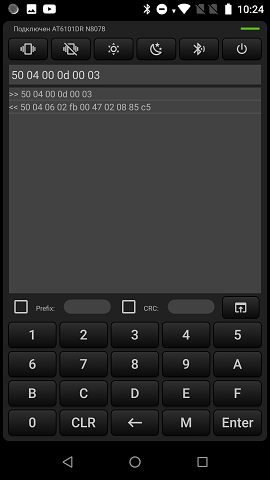 10:24
Подключен AT6101DR N8078
50 04 00 0d 00 03
>> 50 04 00 0d 00 03
<< 50 04 06 02 fb 00 47 02 08 85 c5
Prefix: CRC:
1 2 3 4 5
6 7 8 9 A
B C D E F
0 CLR ← M Enter